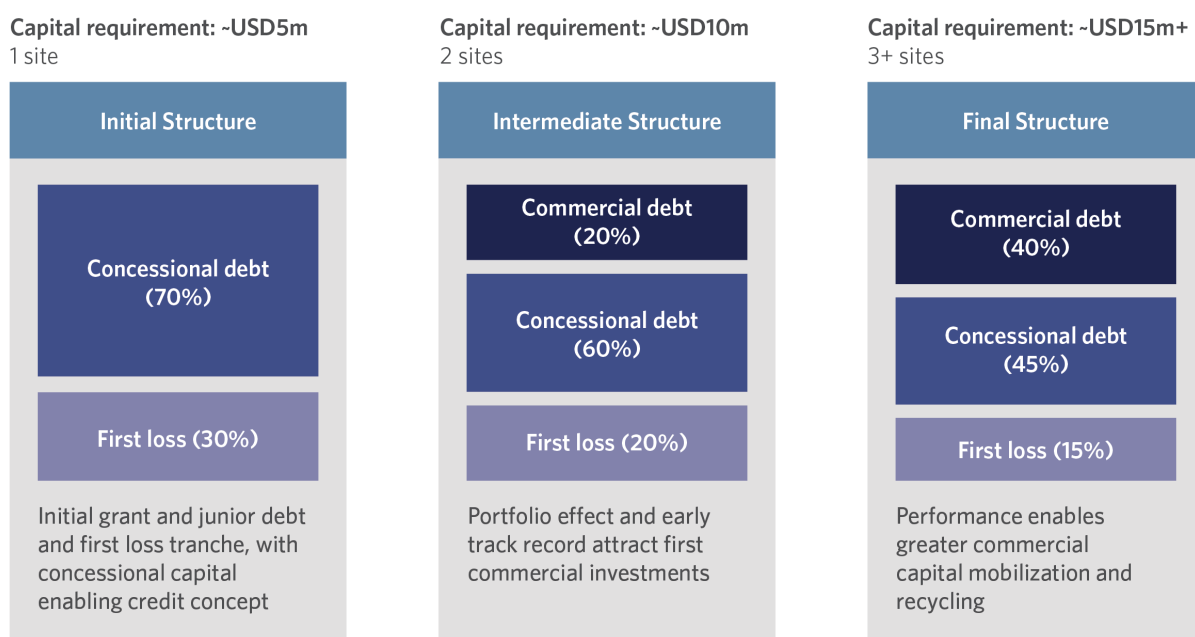 Capital requirement: ~USD5m
1 site
Initial Structure
Concessional debt
(70%)
First loss (30%)
Initial grant and junior debt
and first loss tranche, with
concessional capital
enabling credit concept
Capital requirement: ~USD10m
2 sites
Intermediate Structure
Commercial debt
(20%)
Concessional debt
(60%)
First loss (20%)
Portfolio effect and early
track record attract first
commercial investments
Capital requirement: ~USD15m+
3+ sites
Final Structure
Commercial debt
(40%)
Concessional debt
(45%)
First loss (15%)
Performance enables
greater commercial
capital mobilization and
recycling